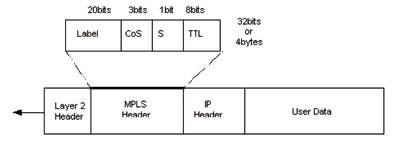 20bits 3bits 1bit 8bits
Label CoS S TTL
32bits
or
4bytes
Layer 2 MPLS IP User Data
Header Header Header